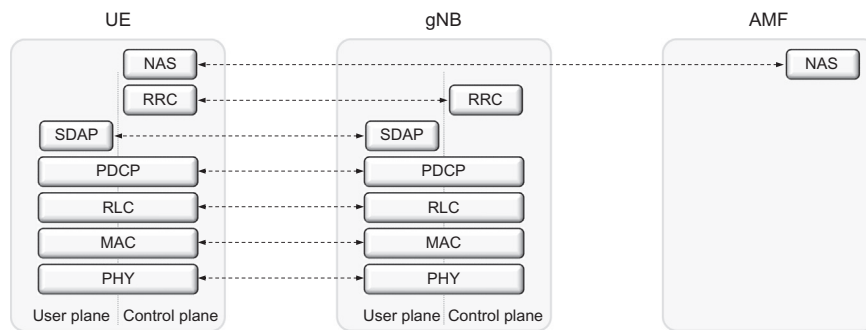 UE gNB AMF
NAS NAS
RRC RRC
SDAP SDAP
PDCP PDCP
RLC RLC
MAC MAC
PHY PHY
User plane Control plane User plane Control plane